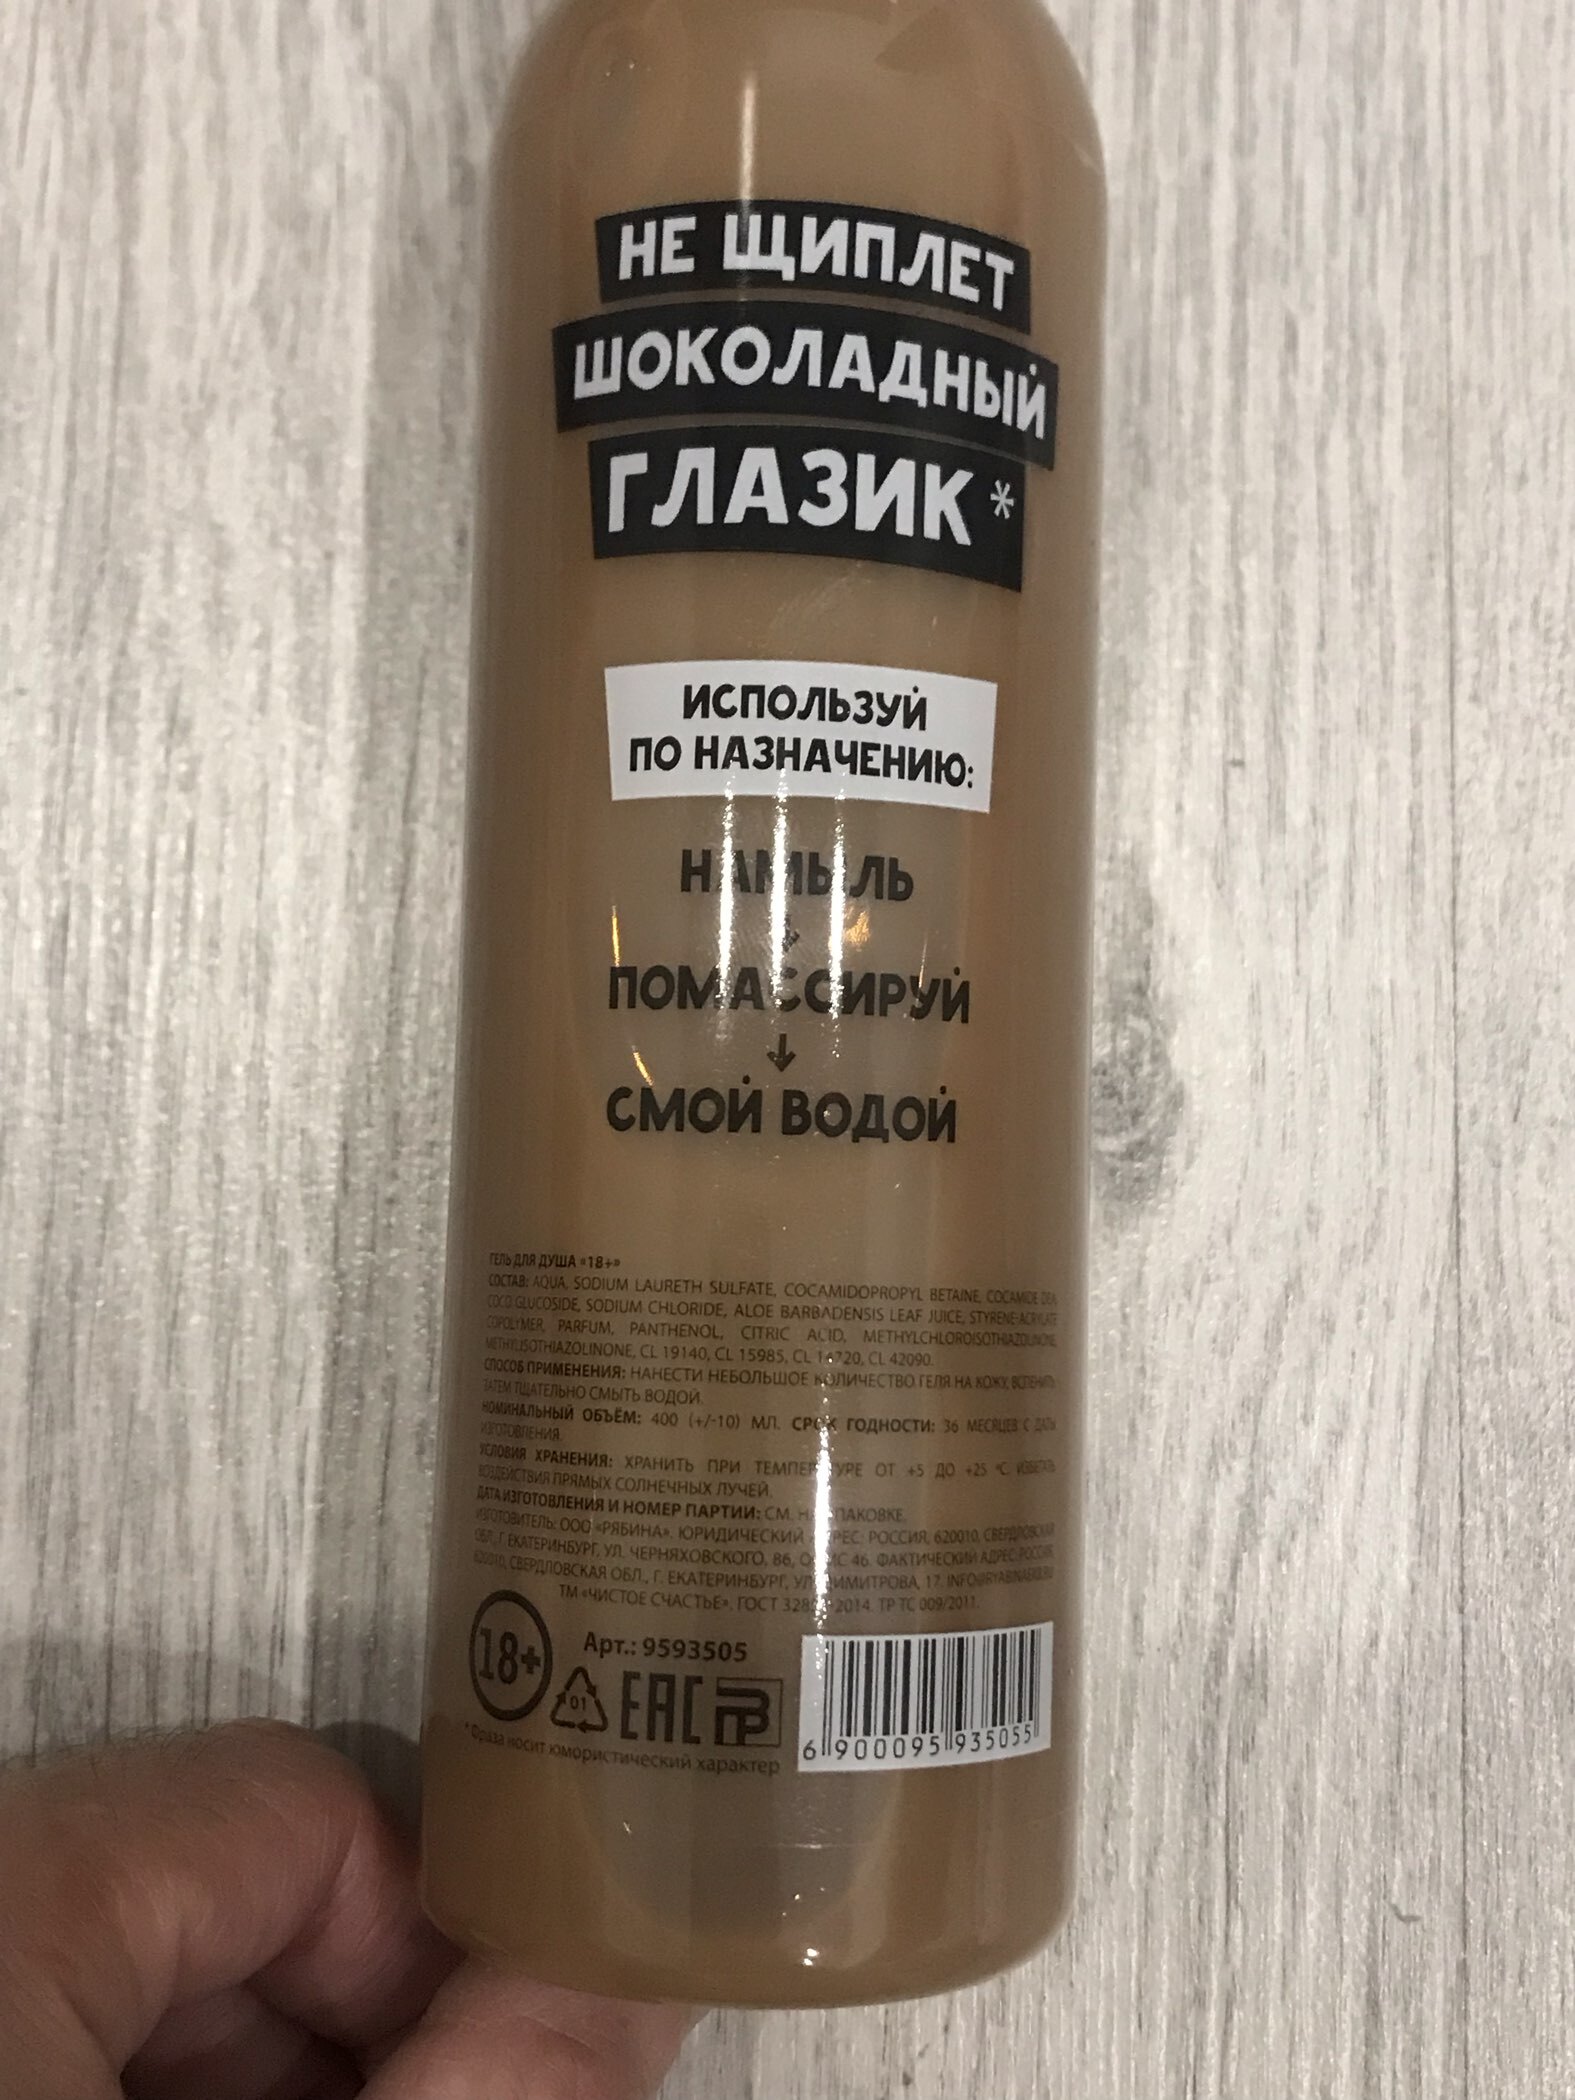 НЕ ЩИПЛЕТ
ШОКОЛАДНЫЙ
ГЛАЗИК *
ИСПОЛЬЗУЙ
ПО НАЗНАЧЕНИЮ:
НАМЫЛЬ
↓
ПОМАССИРУЙ
↓
СМОЙ ВОДОЙ
ГЕЛЬ ДЛЯ ДУША «18+»
СОСТАВ: AQUA, SODIUM LAURETH SULFATE, COCAMIDOPROPYL BETAINE, COCAMIDE DEA,
COCO GLUCOSIDE, SODIUM CHLORIDE, ALOE BARBADENSIS LEAF JUICE, STYRENE-ACRYLATE
COPOLYMER, PARFUM, PANTHENOL, CITRIC ACID, METHYLCHLOROISOTHIAZOLINONE,
METHYLISOTHIAZOLINONE, CL 19140, CL 15985, CL 14720, CL 42090.
СПОСОБ ПРИМЕНЕНИЯ: НАНЕСТИ НЕБОЛЬШОЕ КОЛИЧЕСТВО ГЕЛЯ НА КОЖУ, ВСПЕНИТЬ,
ЗАТЕМ ТЩАТЕЛЬНО СМЫТЬ ВОДОЙ.
НОМИНАЛЬНЫЙ ОБЪЁМ: 400 (+/-10) МЛ. СРОК ГОДНОСТИ: 36 МЕСЯЦЕВ С ДАТЫ
ИЗГОТОВЛЕНИЯ.
УСЛОВИЯ ХРАНЕНИЯ: ХРАНИТЬ ПРИ ТЕМПЕРАТУРЕ ОТ +5 ДО +25 °С. ИЗБЕГАТЬ
ВОЗДЕЙСТВИЯ ПРЯМЫХ СОЛНЕЧНЫХ ЛУЧЕЙ.
ДАТА ИЗГОТОВЛЕНИЯ И НОМЕР ПАРТИИ: СМ. НА УПАКОВКЕ.
ИЗГОТОВИТЕЛЬ: ООО «РЯБИНА». ЮРИДИЧЕСКИЙ АДРЕС: РОССИЯ, 620010, СВЕРДЛОВСКАЯ
ОБЛ., Г. ЕКАТЕРИНБУРГ, УЛ. ЧЕРНЯХОВСКОГО, 86, ОФИС 46. ФАКТИЧЕСКИЙ АДРЕС: РОССИЯ,
620010, СВЕРДЛОВСКАЯ ОБЛ., Г. ЕКАТЕРИНБУРГ, УЛ. ДИМИТРОВА, 17.
ТМ «ЧИСТОЕ СЧАСТЬЕ». ГОСТ 2014. ТР ТС 009/2011.
18+
Арт.: 9593505
01
EAC
* Фраза носит юмористический характер
6 900095 935055